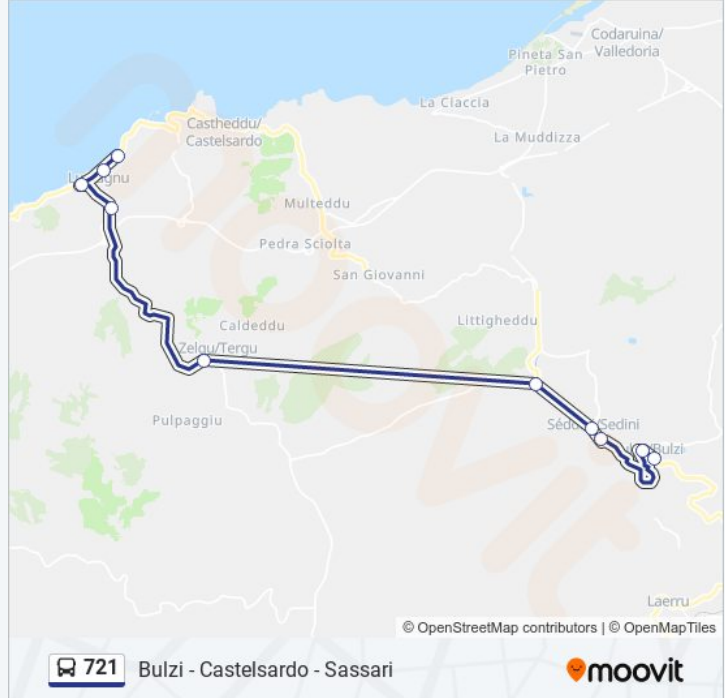 Codaruina/
Valledoria
Pineta San
Pietro
La Ciaccia
Castheddu/
Castelsardo
La Muddizza
Multeddu
Pedra Sciolta
San Giovanni
Caldeddu
Littigheddu
Zelgu/Tergu
Pulpaggiu
/Sedini
/Bulzi
Laerru
© OpenStreetMap contributors | © OpenMapTiles
721 Bulzi - Castelsardo - Sassari
moovit